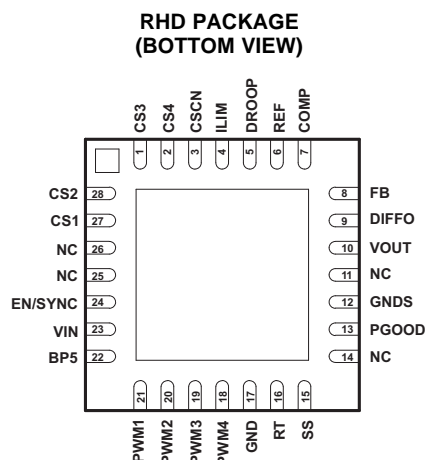 RHD PACKAGE
(BOTTOM VIEW)
CS3
CS4
CSCN
ILIM
DROOP
REF
COMP
1
2
3
4
5
6
7
CS2 28
CS1 27
NC 26
NC 25
EN/SYNC 24
VIN 23
BP5 22
8 FB
9 DIFFO
10 VOUT
11 NC
12 GNDS
13 PGOOD
14 NC
21
20
19
18
17
16
15
PWM1
PWM2
PWM3
PWM4
GND
RT
SS